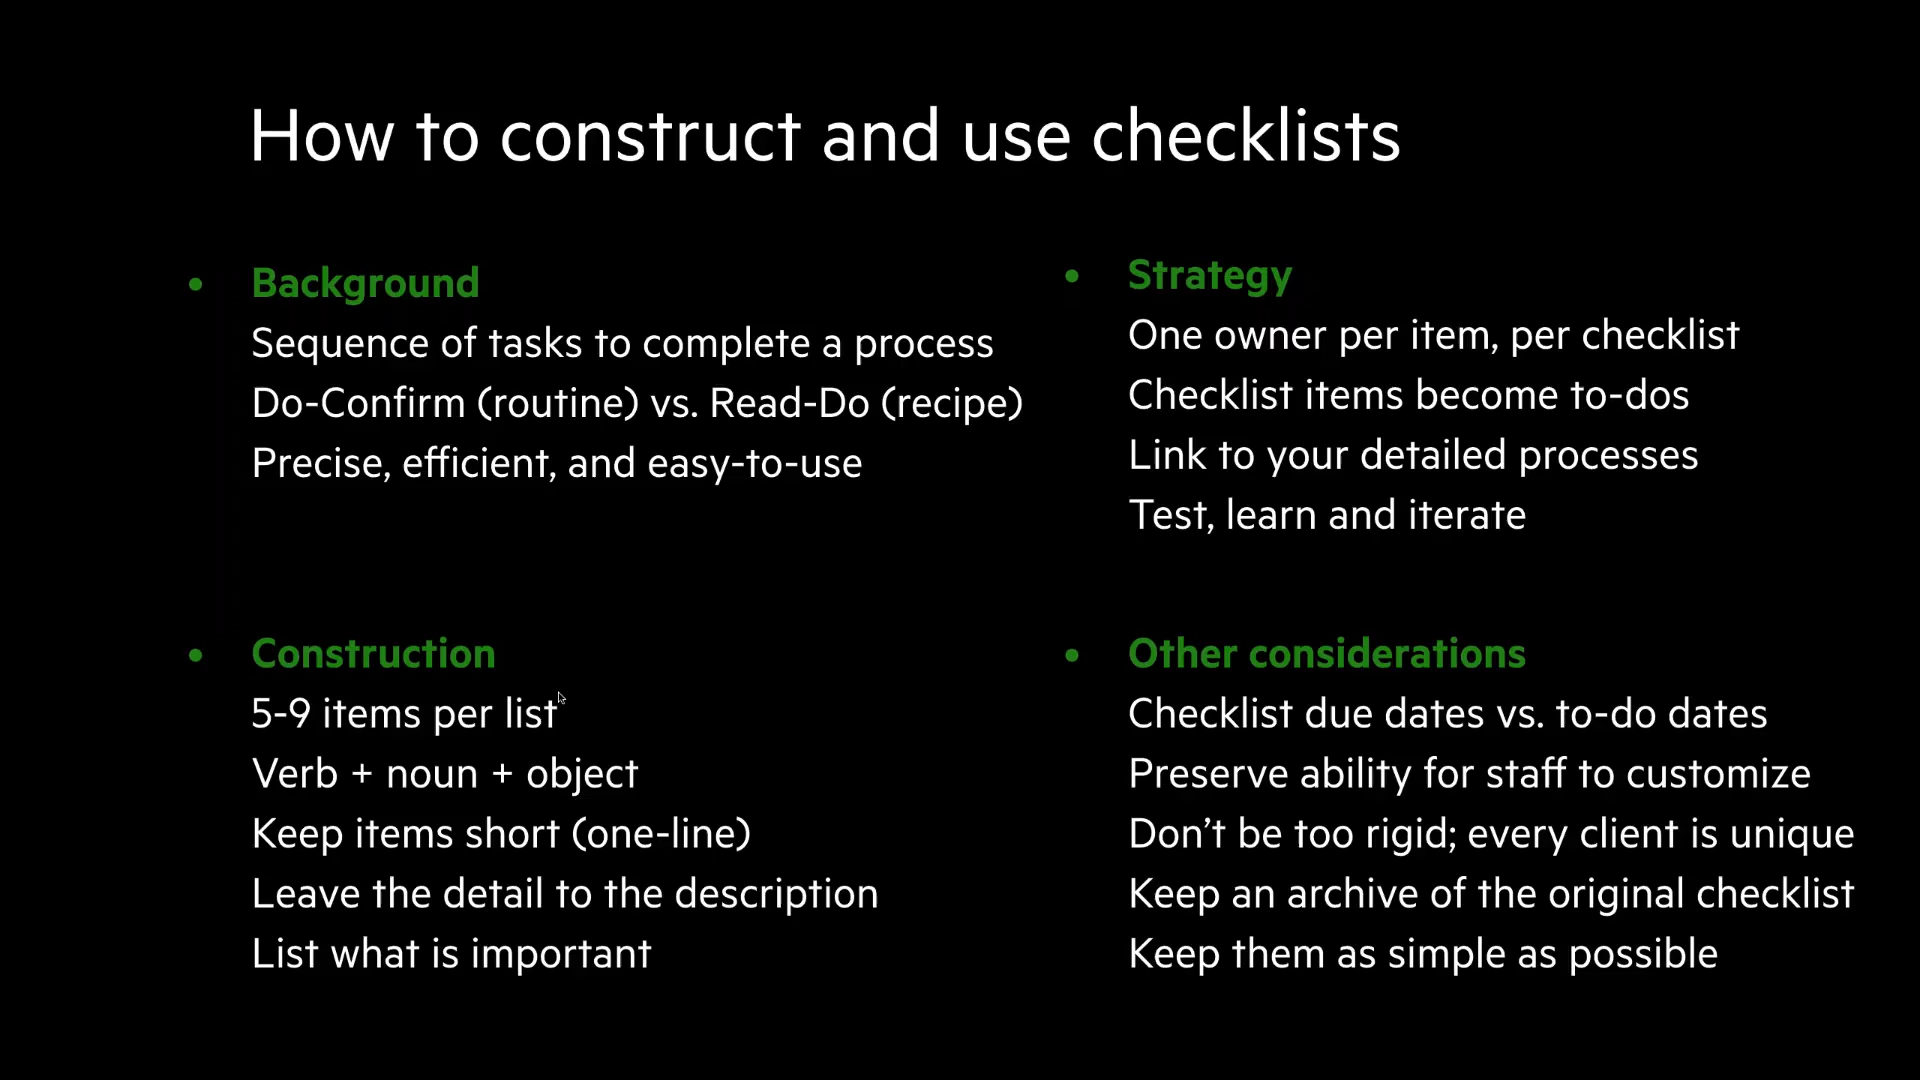 How to construct and use checklists
• Background
Sequence of tasks to complete a process
Do-Confirm (routine) vs. Read-Do (recipe)
Precise, efficient, and easy-to-use
• Construction
5-9 items per list
Verb + noun + object
Keep items short (one-line)
Leave the detail to the description
List what is important
• Strategy
One owner per item, per checklist
Checklist items become to-dos
Link to your detailed processes
Test, learn and iterate
• Other considerations
Checklist due dates vs. to-do dates
Preserve ability for staff to customize
Don’t be too rigid; every client is unique
Keep an archive of the original checklist
Keep them as simple as possible